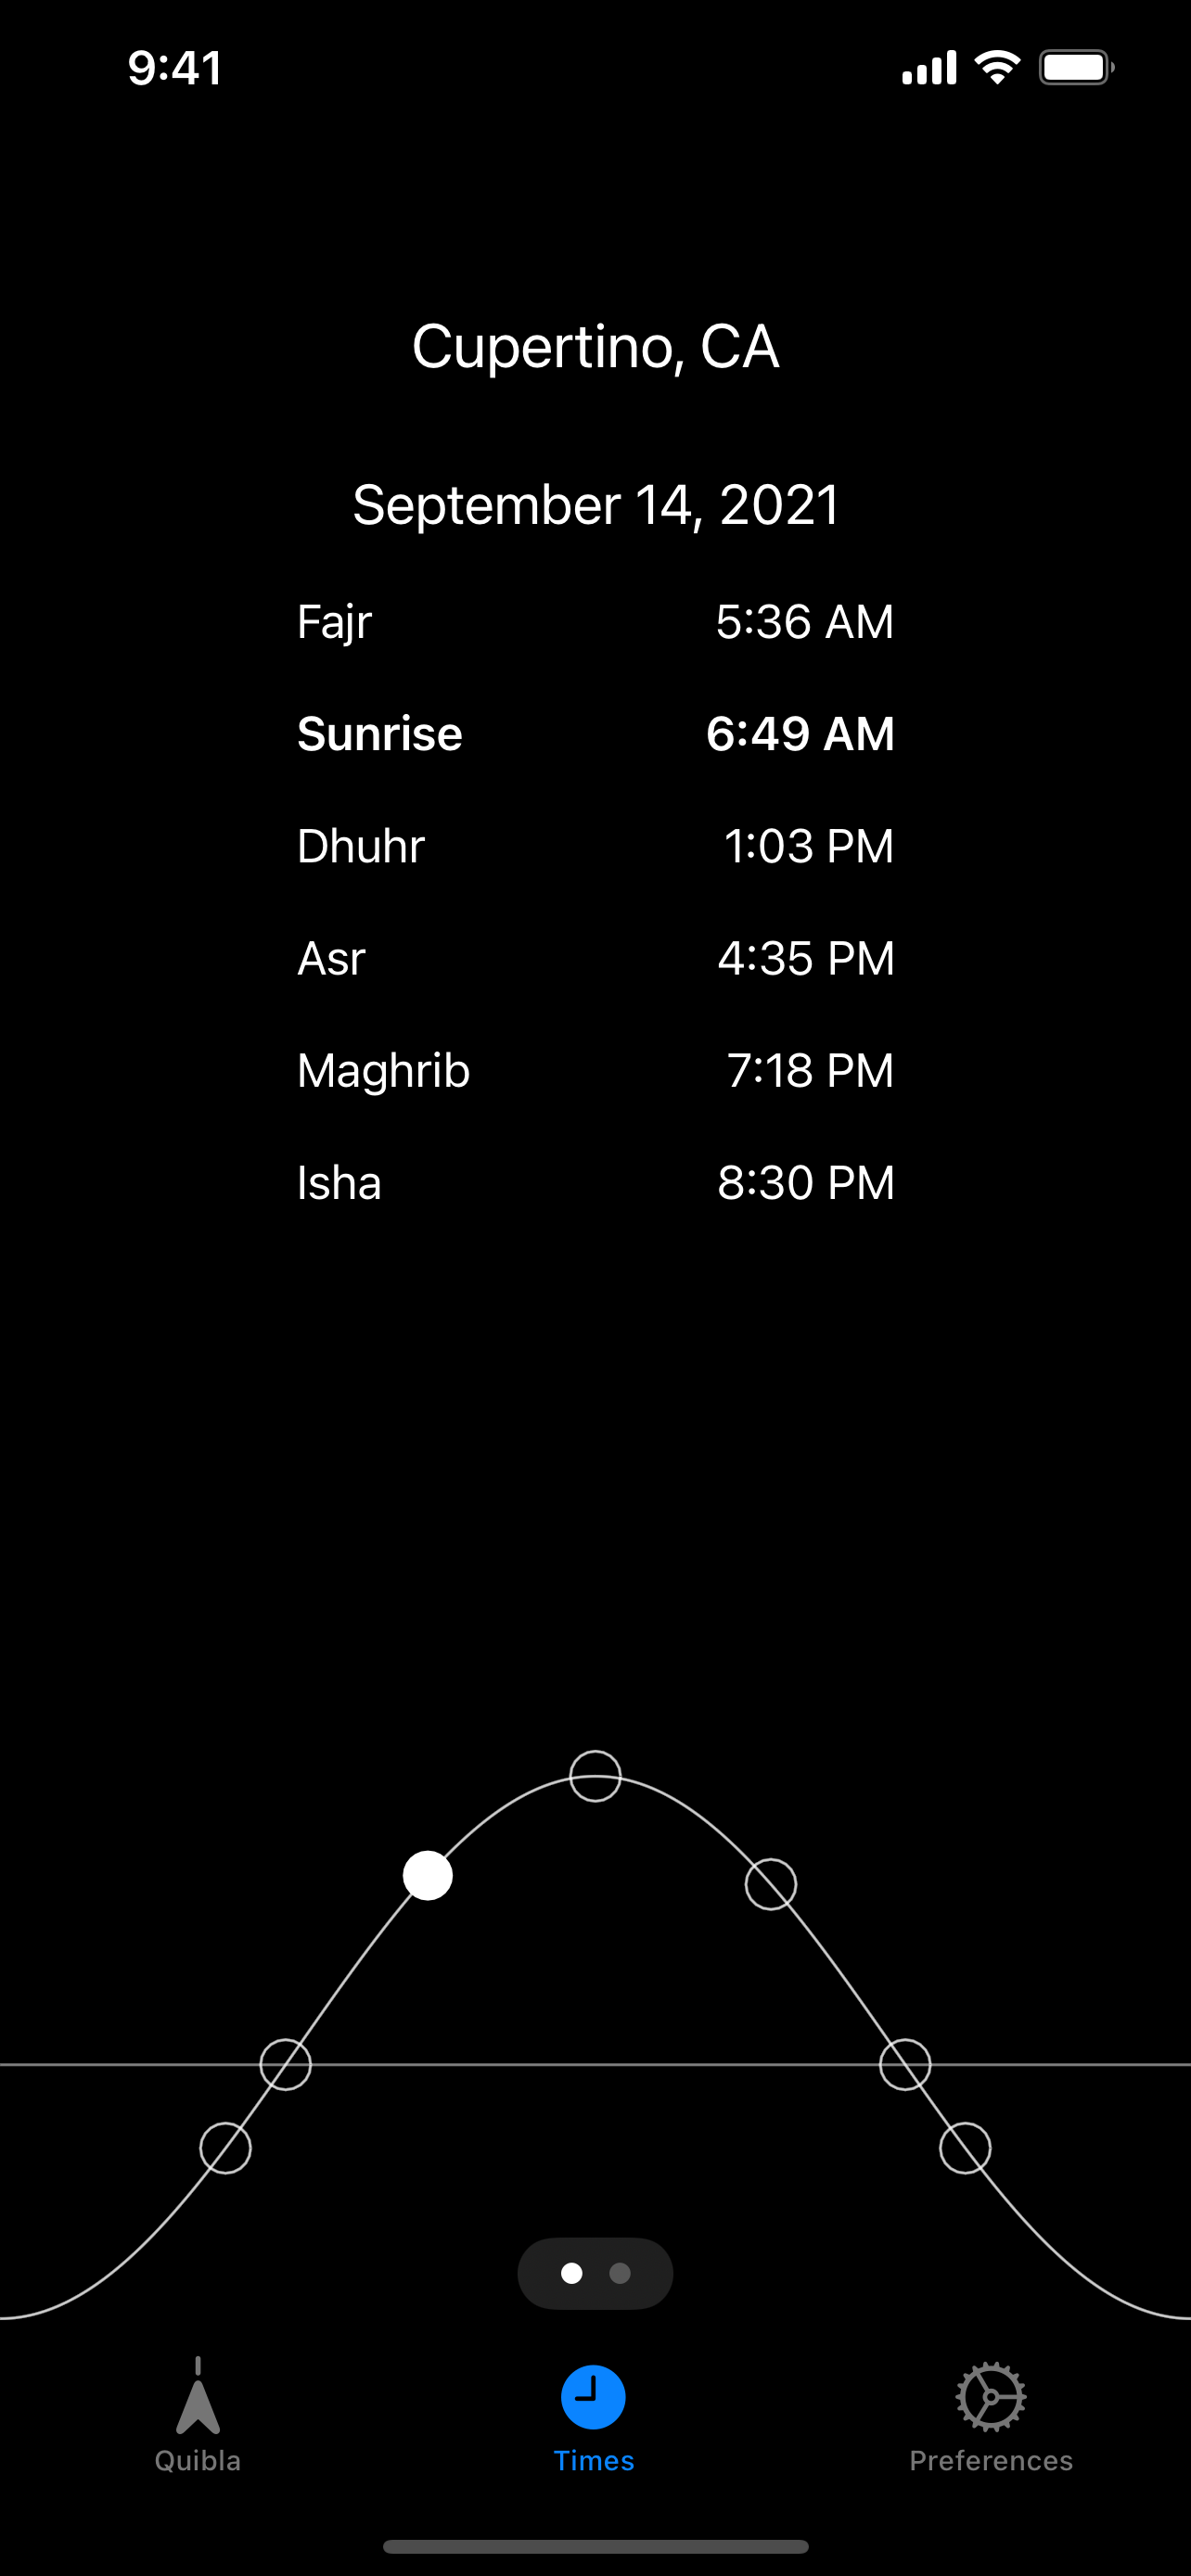 9:41
Cupertino, CA
September 14, 2021
Fajr 5:36 AM
Sunrise 6:49 AM
Dhuhr 1:03 PM
Asr 4:35 PM
Maghrib 7:18 PM
Isha 8:30 PM
Quibla Times Preferences